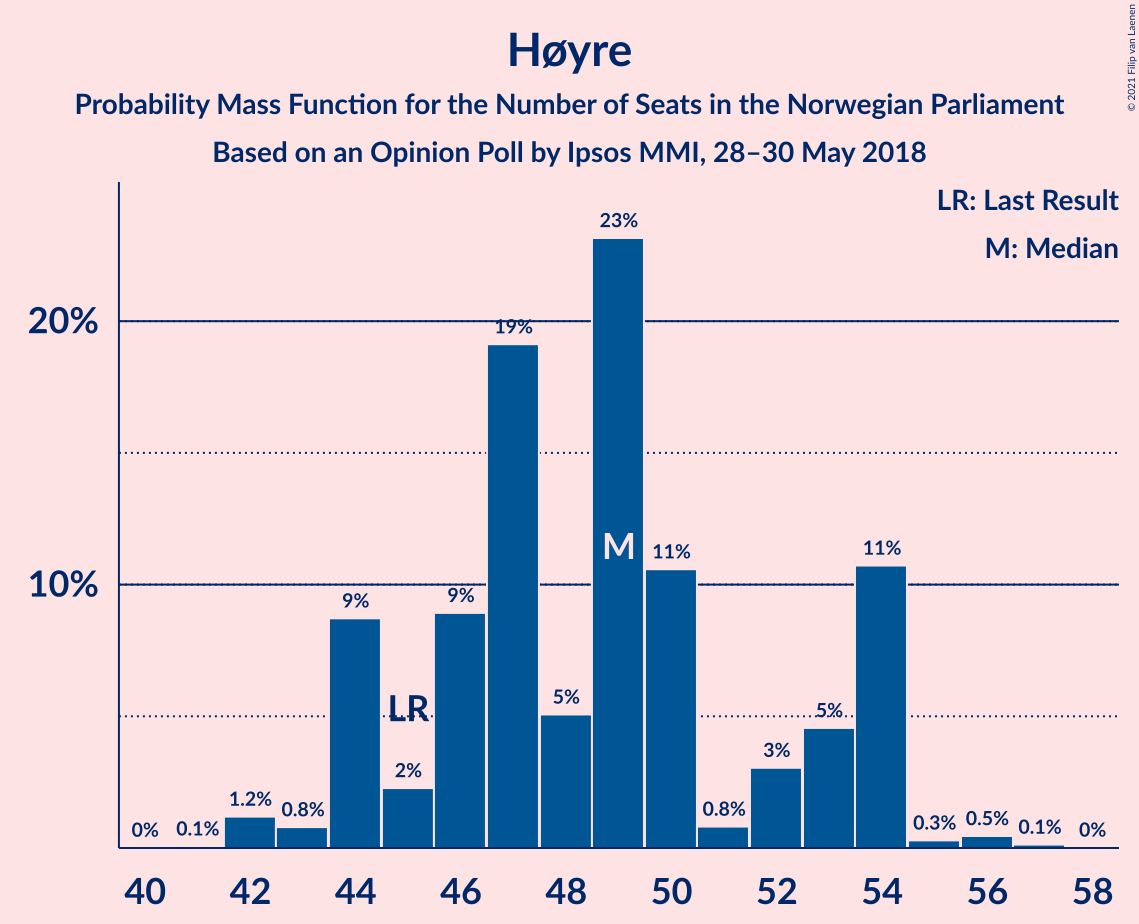 Høyre
Probability Mass Function for the Number of Seats in the Norwegian Parliament
Based on an Opinion Poll by Ipsos MMI, 28–30 May 2018
© 2021 Filip van Laenen
LR: Last Result
M: Median
20%
10%
0%
0.1%
1.2%
0.8%
9%
LR
2%
9%
19%
5%
23%
M
11%
0.8%
3%
5%
11%
0.3%
0.5%
0.1%
0%
40 42 44 46 48 50 52 54 56 58